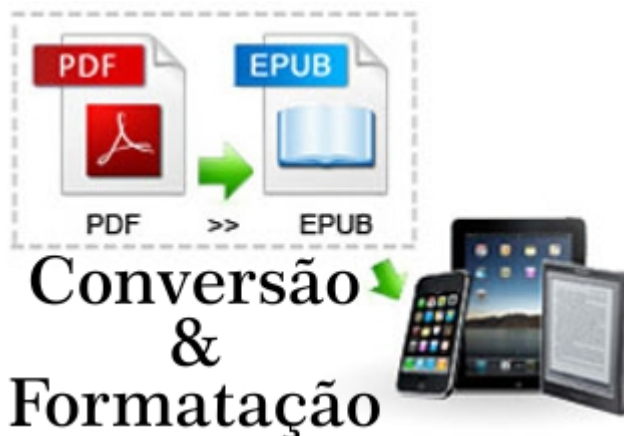 PDF
EPUB
PDF >> EPUB
Conversão
&
Formatação